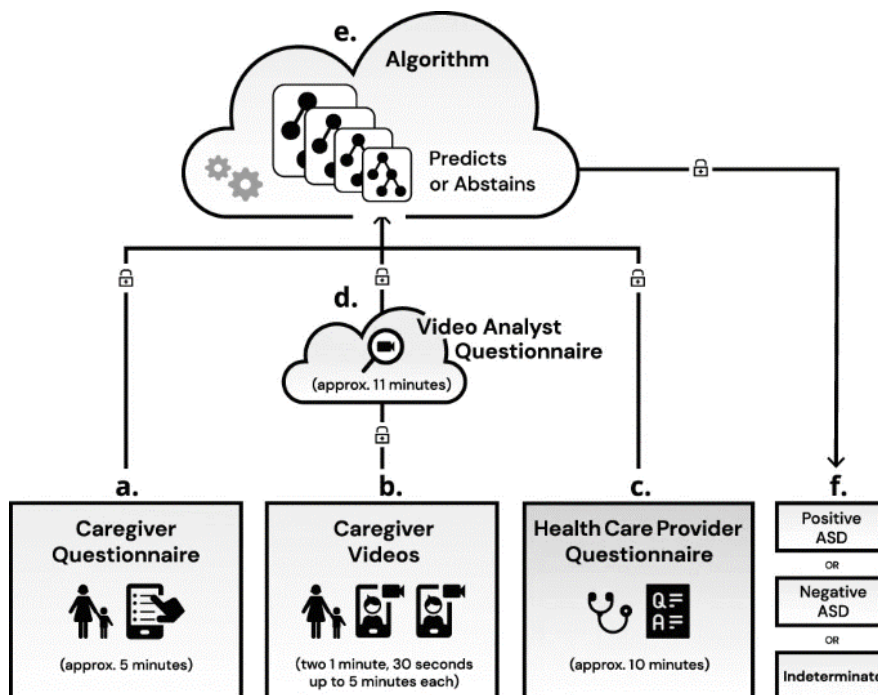 e.
Algorithm
Predicts
or Abstains
d.
Video Analyst
Questionnaire
(approx. 11 minutes)
a.
Caregiver
Questionnaire
(approx. 5 minutes)
b.
Caregiver
Videos
(two 1 minute, 30 seconds
up to 5 minutes each)
c.
Health Care Provider
Questionnaire
Q
A
(approx. 10 minutes)
f.
Positive
ASD
OR
Negative
ASD
OR
Indeterminate